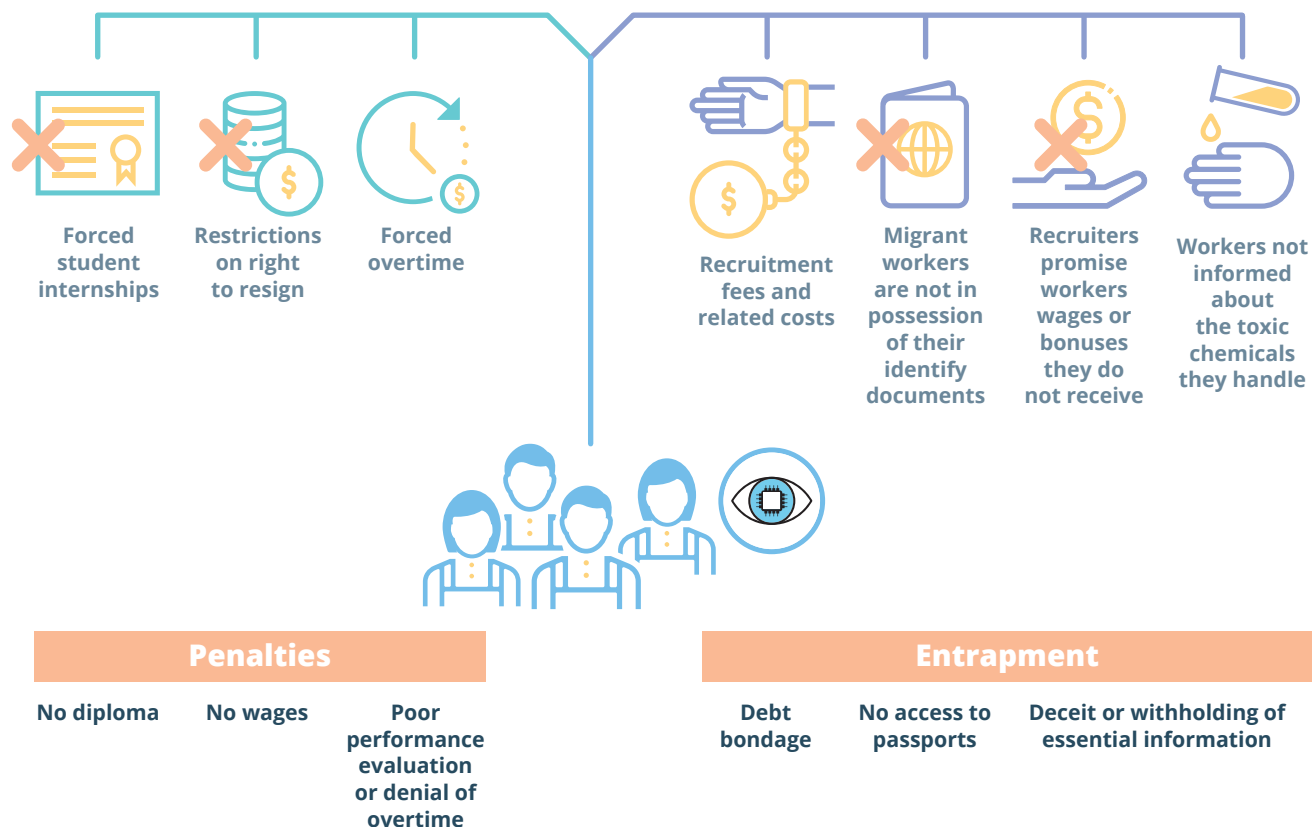 Forced
student
internships
Restrictions
on right
to resign
Forced
overtime
Recruitment
fees and
related costs
Migrant
workers
are not in
possession
of their
identify
documents
Recruiters
promise
workers
wages or
bonuses
they do
not receive
Workers not
informed
about
the toxic
chemicals
they handle
$
$
$
$
Penalties
No diploma
No wages
Poor
performance
evaluation
or denial of
overtime
Entrapment
Debt
bondage
No access to
passports
Deceit or withholding of
essential information